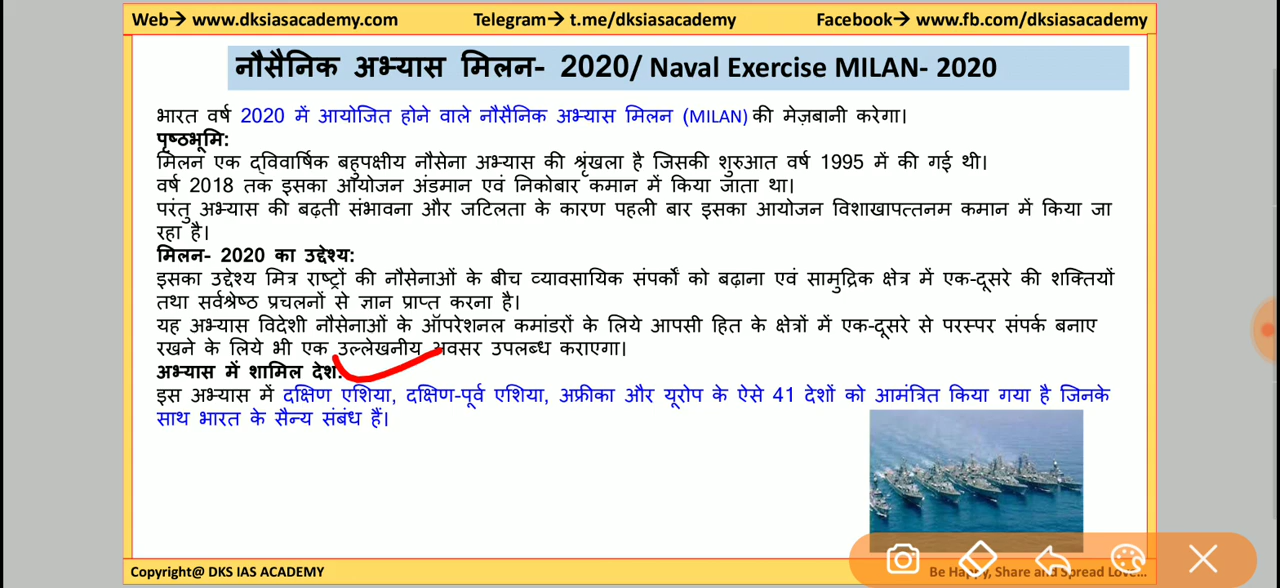 Web→ www.dksiasacademy.com Telegram→ t.me/dksiasacademy Facebook→ www.fb.com/dksiasacademy
नौसैनिक अभ्यास मिलन- 2020/ Naval Exercise MILAN- 2020
भारत वर्ष 2020 में आयोजित होने वाले नौसैनिक अभ्यास मिलन (MILAN) की मेज़बानी करेगा।
पृष्ठभूमि:
मिलन एक द्विवार्षिक बहुपक्षीय नौसेना अभ्यास की श्रृंखला है जिसकी शुरुआत वर्ष 1995 में की गई थी।
वर्ष 2018 तक इसका आयोजन अंडमान एवं निकोबार कमान में किया जाता था।
परंतु अभ्यास की बढ़ती संभावना और जटिलता के कारण पहली बार इसका आयोजन विशाखापत्तनम कमान में किया जा
रहा है।
मिलन- 2020 का उद्देश्य:
इसका उद्देश्य मित्र राष्ट्रों की नौसेनाओं के बीच व्यावसायिक संपर्कों को बढ़ाना एवं सामुद्रिक क्षेत्र में एक-दूसरे की शक्तियों
तथा सर्वश्रेष्ठ प्रचलनों से ज्ञान प्राप्त करना है।
यह अभ्यास विदेशी नौसेनाओं के ऑपरेशनल कमांडरों के लिये आपसी हित के क्षेत्रों में एक-दूसरे से परस्पर संपर्क बनाए
रखने के लिये भी एक उल्लेखनीय अवसर उपलब्ध कराएगा।
अभ्यास में शामिल देश:
इस अभ्यास में दक्षिण एशिया, दक्षिण-पूर्व एशिया, अफ्रीका और यूरोप के ऐसे 41 देशों को आमंत्रित किया गया है जिनके
साथ भारत के सैन्य संबंध हैं।
Copyright@ DKS IAS ACADEMY Be Happy, Share and Spread Love...